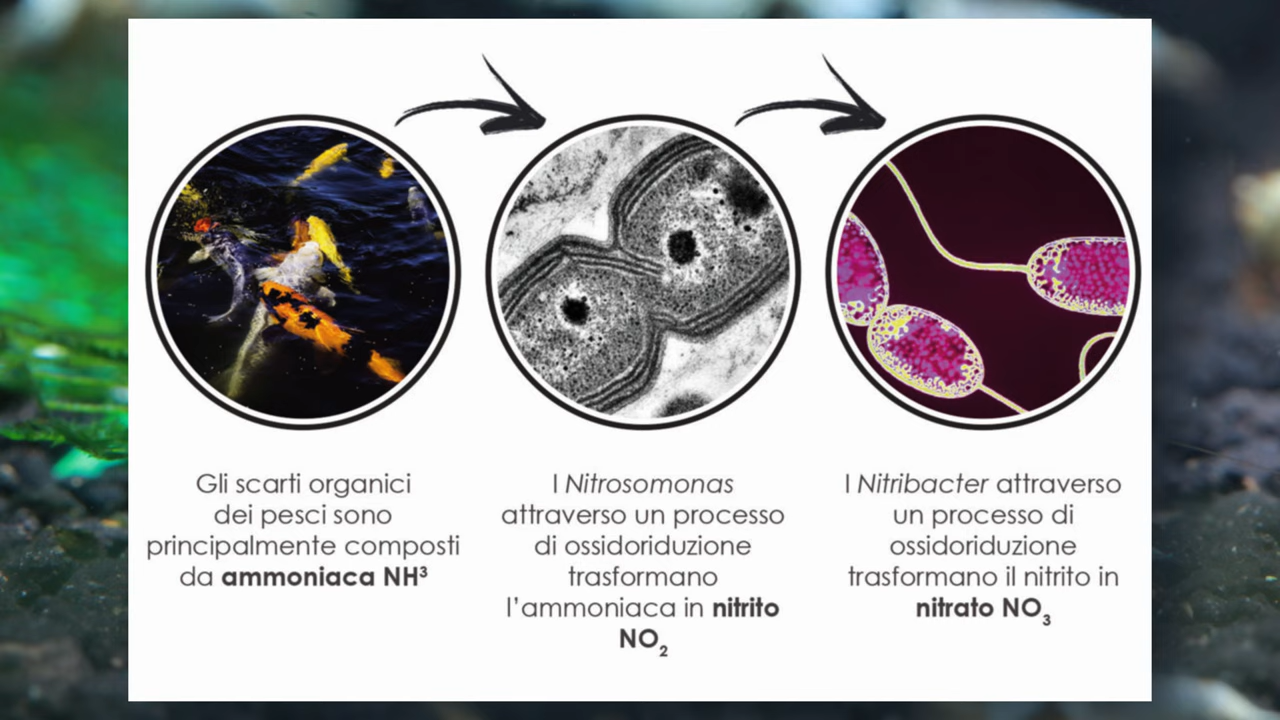 Gli scarti organici
dei pesci sono
principalmente composti
da ammoniaca NH³
I Nitrosomonas
attraverso un processo
di ossidoriduzione
trasformano
l'ammoniaca in nitrito
NO₂
I Nitribacter attraverso
un processo di
ossidoriduzione
trasformano il nitrito in
nitrato NO₃